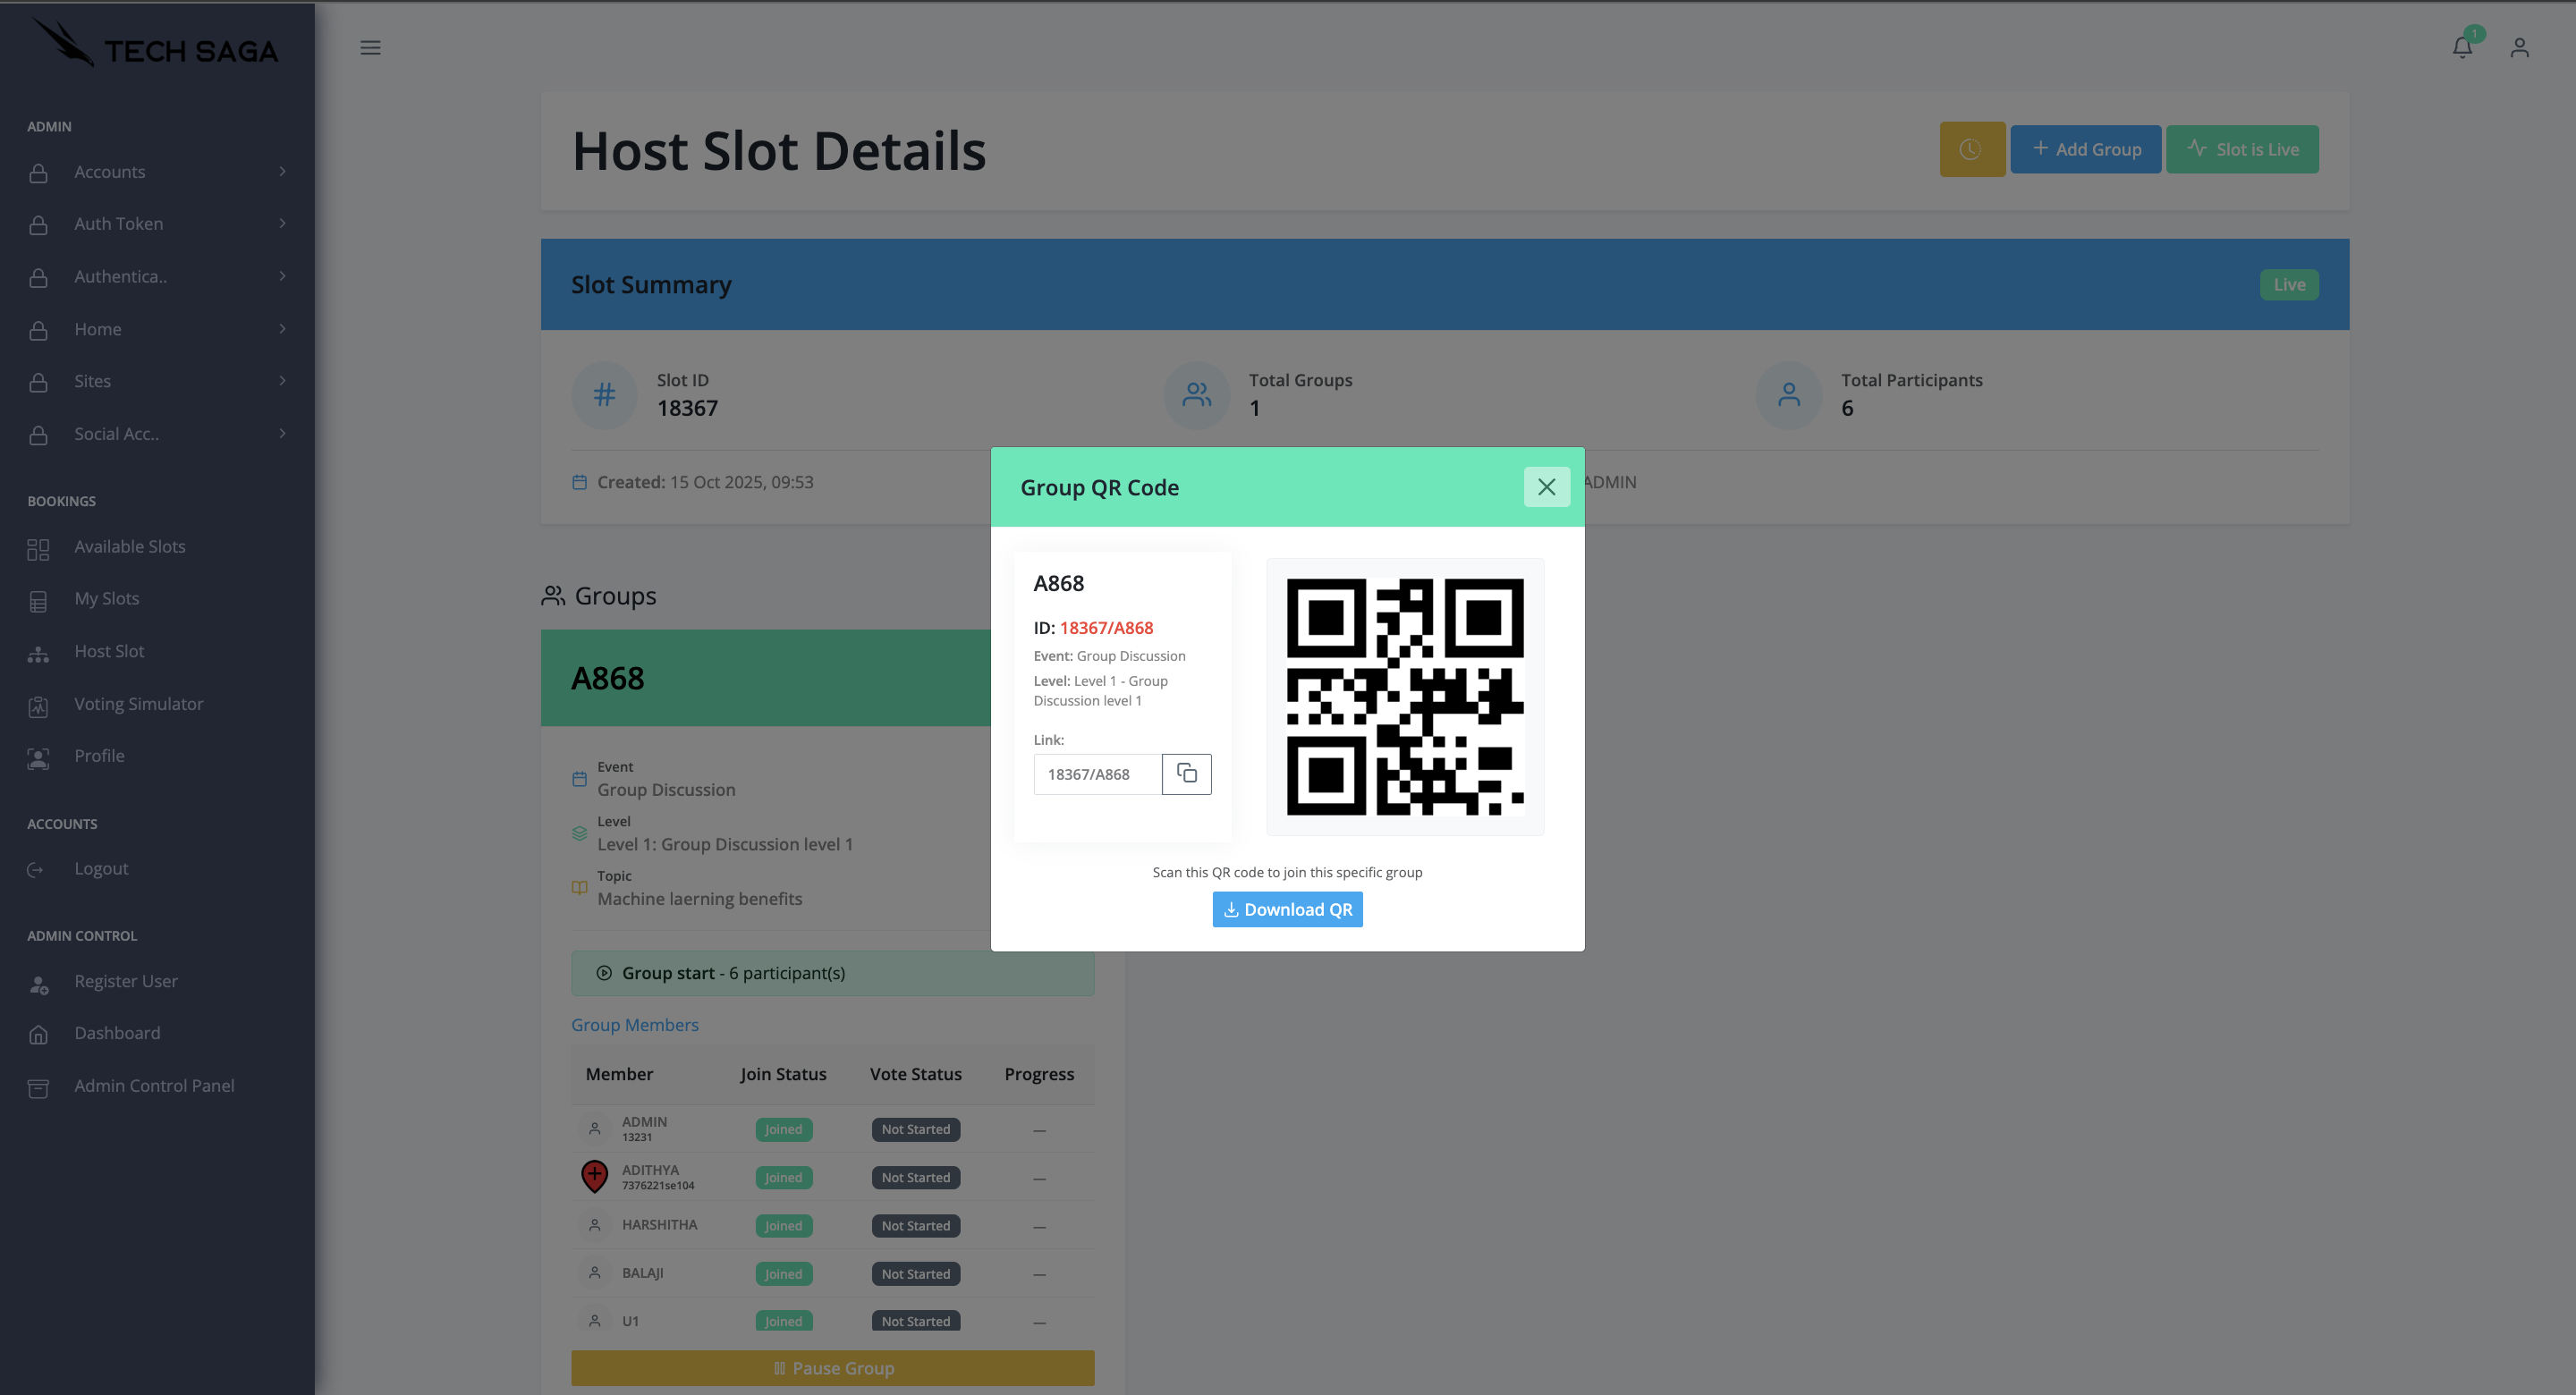 TECH SAGA
ADMIN
Accounts
Auth Token
Authentica..
Home
Sites
Social Acc..
BOOKINGS
Available Slots
My Slots
Host Slot
Voting Simulator
Profile
ACCOUNTS
Logout
ADMIN CONTROL
Register User
Dashboard
Admin Control Panel
1
Host Slot Details
Add Group
Slot is Live
Slot Summary
Live
Slot ID
18367
Total Groups
1
Total Participants
6
Created: 15 Oct 2025, 09:53
ADMIN
Groups
A868
Event
Group Discussion
Level
Level 1: Group Discussion level 1
Topic
Machine laerning benefits
Group start - 6 participant(s)
Group Members
Member Join Status Vote Status Progress
ADMIN
13231
Joined Not Started —
ADITHYA
7376221se104
Joined Not Started —
HARSHITHA Joined Not Started —
BALAJI Joined Not Started —
U1 Joined Not Started —
Pause Group
Group QR Code
A868
ID: 18367/A868
Event: Group Discussion
Level: Level 1 - Group
Discussion level 1
Link:
18367/A868
Scan this QR code to join this specific group
Download QR